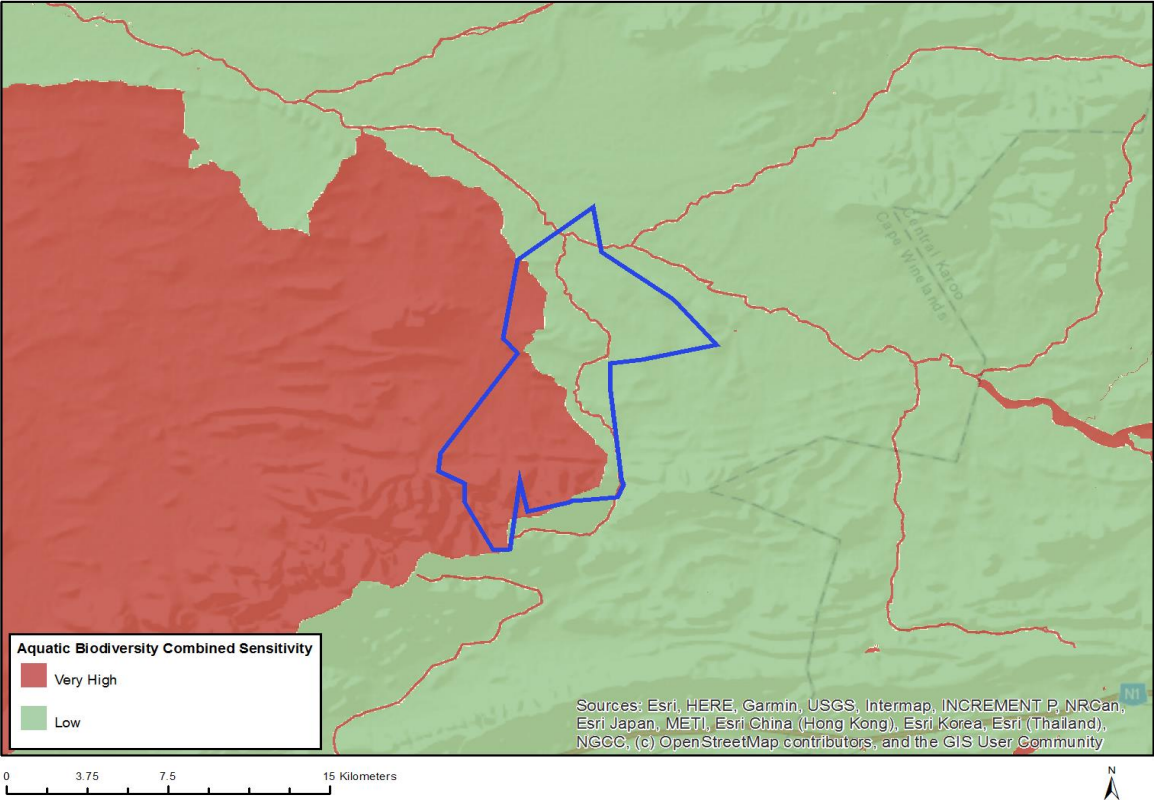 Central Karoo
Cape Winelands
Aquatic Biodiversity Combined Sensitivity
Very High
Low
N1
Sources: Esri, HERE, Garmin, USGS, Intermap, INCREMENT P, NRCan,
Esri Japan, METI, Esri China (Hong Kong), Esri Korea, Esri (Thailand),
NGCC, (c) OpenStreetMap contributors, and the GIS User Community
0 3.75 7.5 15 Kilometers
N